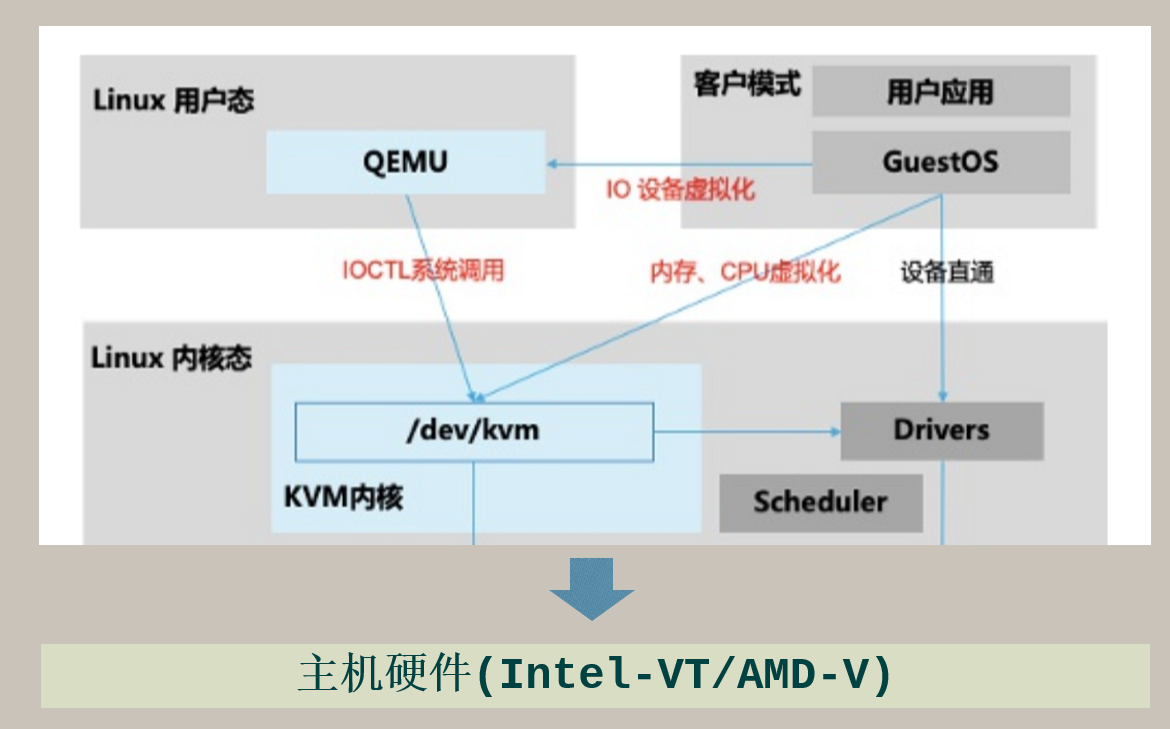 Linux 用户态
客户模式
用户应用
QEMU
GuestOS
IO 设备虚拟化
IOCTL系统调用
内存、CPU虚拟化
设备直通
Linux 内核态
/dev/kvm
Drivers
KVM内核
Scheduler
主机硬件(Intel-VT/AMD-V)